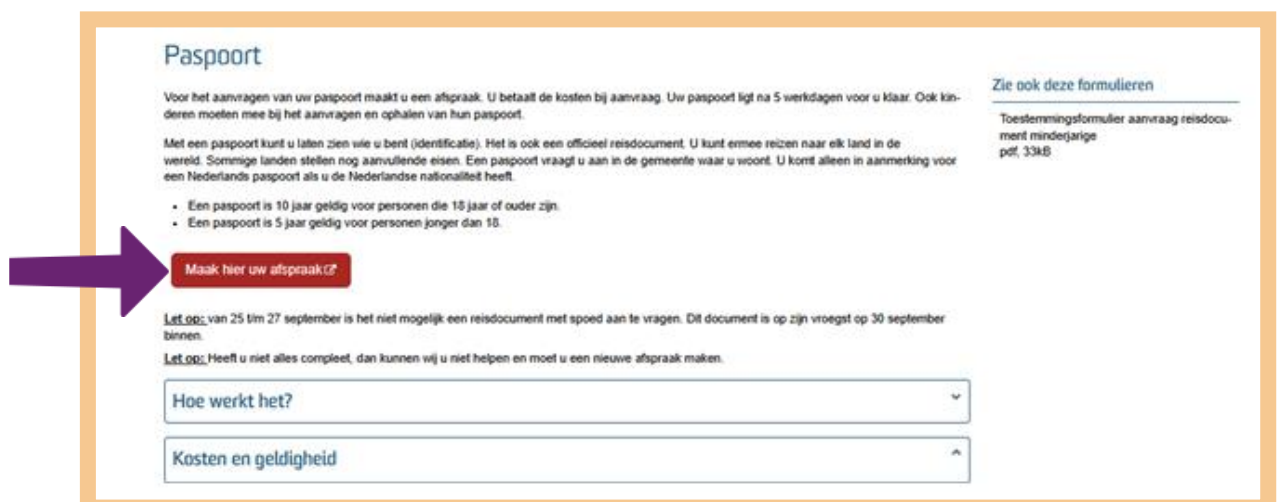 Paspoort
Voor het aanvragen van uw paspoort maakt u een afspraak. U betaalt de kosten bij aanvraag. Uw paspoort ligt na 5 werkdagen voor u klaar. Ook kin-
deren moeten mee bij het aanvragen en ophalen van hun paspoort.
Met een paspoort kunt u laten zien wie u bent (identificatie). Het is ook een officieel reisdocument. U kunt ermee reizen naar elk land in de
wereld. Sommige landen stellen nog aanvullende eisen. Een paspoort vraagt u aan in de gemeente waar u woont. U komt alleen in aanmerking voor
een Nederlands paspoort als u de Nederlandse nationaliteit heeft.
• Een paspoort is 10 jaar geldig voor personen die 18 jaar of ouder zijn.
• Een paspoort is 5 jaar geldig voor personen jonger dan 18.
Maak hier uw afspraak
Let op: van 25 t/m 27 september is het niet mogelijk een reisdocument met spoed aan te vragen. Dit document is op zijn vroegst op 30 september
binnen.
Let op: Heeft u niet alles compleet, dan kunnen wij u niet helpen en moet u een nieuwe afspraak maken.
Hoe werkt het?
Kosten en geldigheid
Zie ook deze formulieren
Toestemmingsformulier aanvraag reisdocu-
ment minderjarige
pdf, 33kB